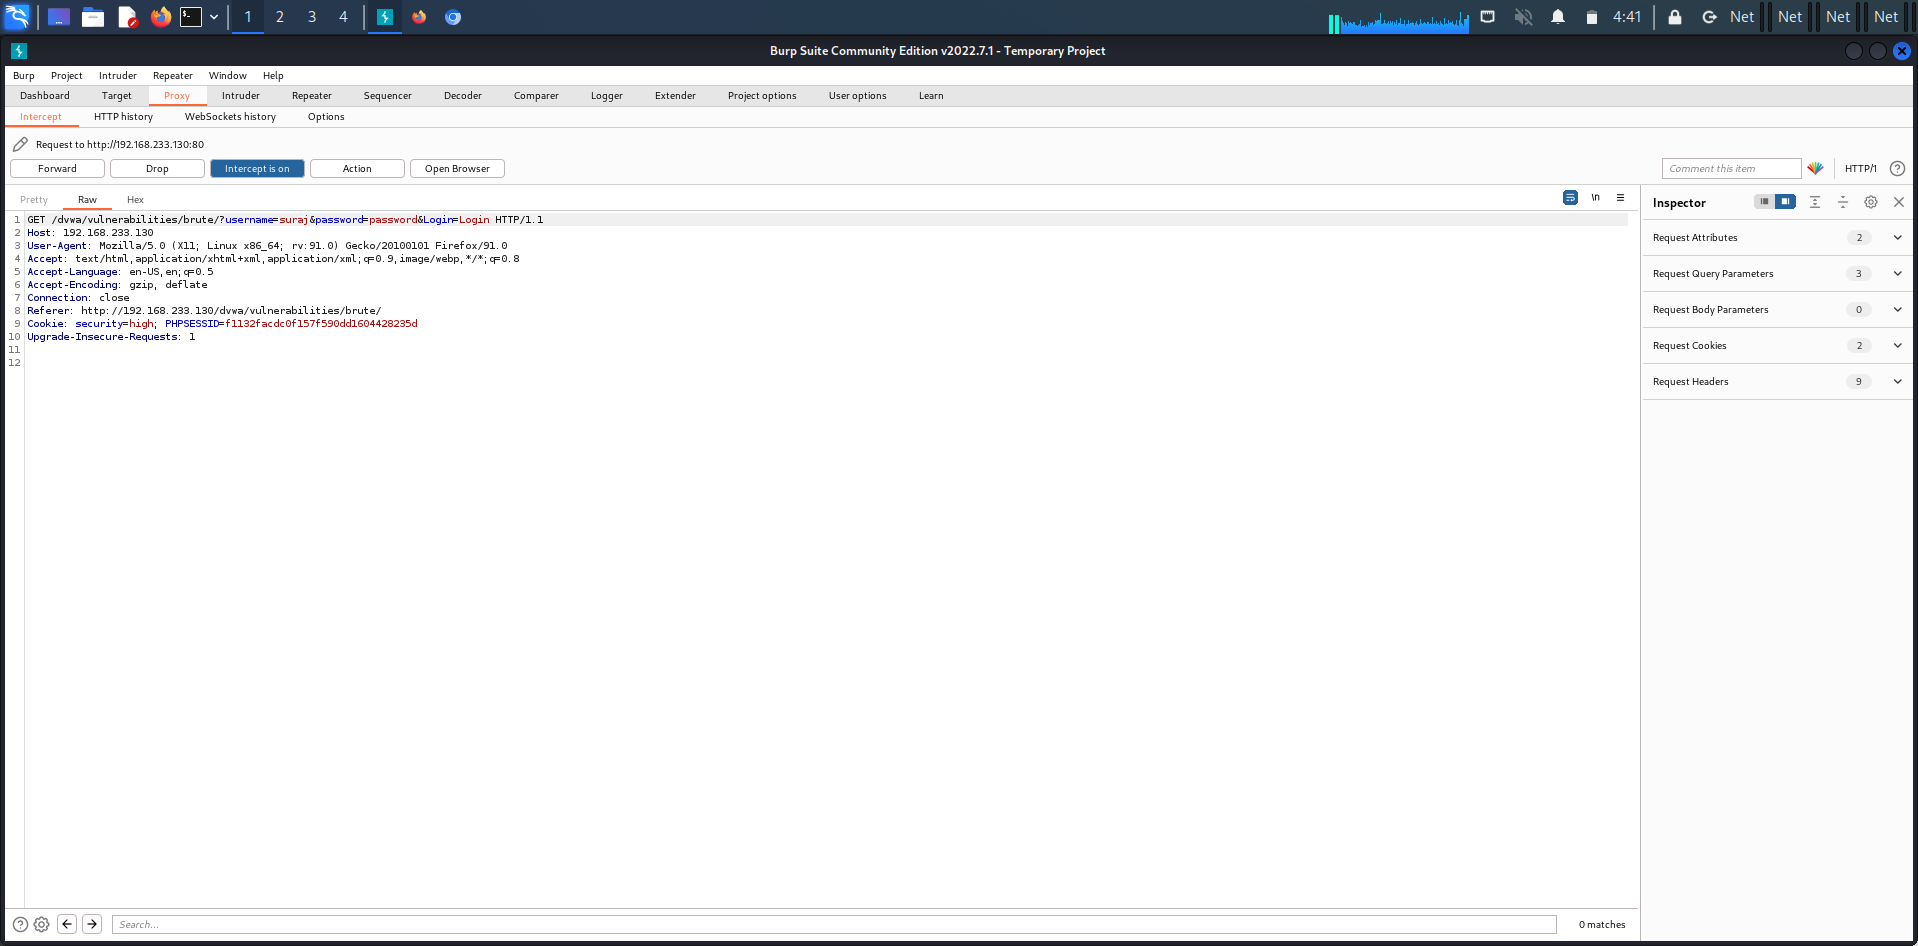 1 2 3 4 4:41 Net Net Net Net
Burp Suite Community Edition v2022.7.1 - Temporary Project
Burp Project Intruder Repeater Window Help
Dashboard Target Proxy Intruder Repeater Sequencer Decoder Comparer Logger Extender Project options User options Learn
Intercept HTTP history WebSockets history Options
Request to http://192.168.233.130:80
Forward Drop Intercept is on Action Open Browser Comment this item HTTP/1 ?
Pretty Raw Hex \n Inspector
1 GET /dvwa/vulnerabilities/brute/?username=suraj&password=password&Login=Login HTTP/1.1
2 Host: 192.168.233.130
3 User-Agent: Mozilla/5.0 (X11; Linux x86_64; rv:91.0) Gecko/20100101 Firefox/91.0
4 Accept: text/html,application/xhtml+xml,application/xml;q=0.9,image/webp,*/*;q=0.8
5 Accept-Language: en-US,en;q=0.5
6 Accept-Encoding: gzip, deflate
7 Connection: close
8 Referer: http://192.168.233.130/dvwa/vulnerabilities/brute/
9 Cookie: security=high; PHPSESSID=f1132facdc0f157f590dd1604428235d
10 Upgrade-Insecure-Requests: 1
11
12
Request Attributes 2
Request Query Parameters 3
Request Body Parameters 0
Request Cookies 2
Request Headers 9
? Search... 0 matches